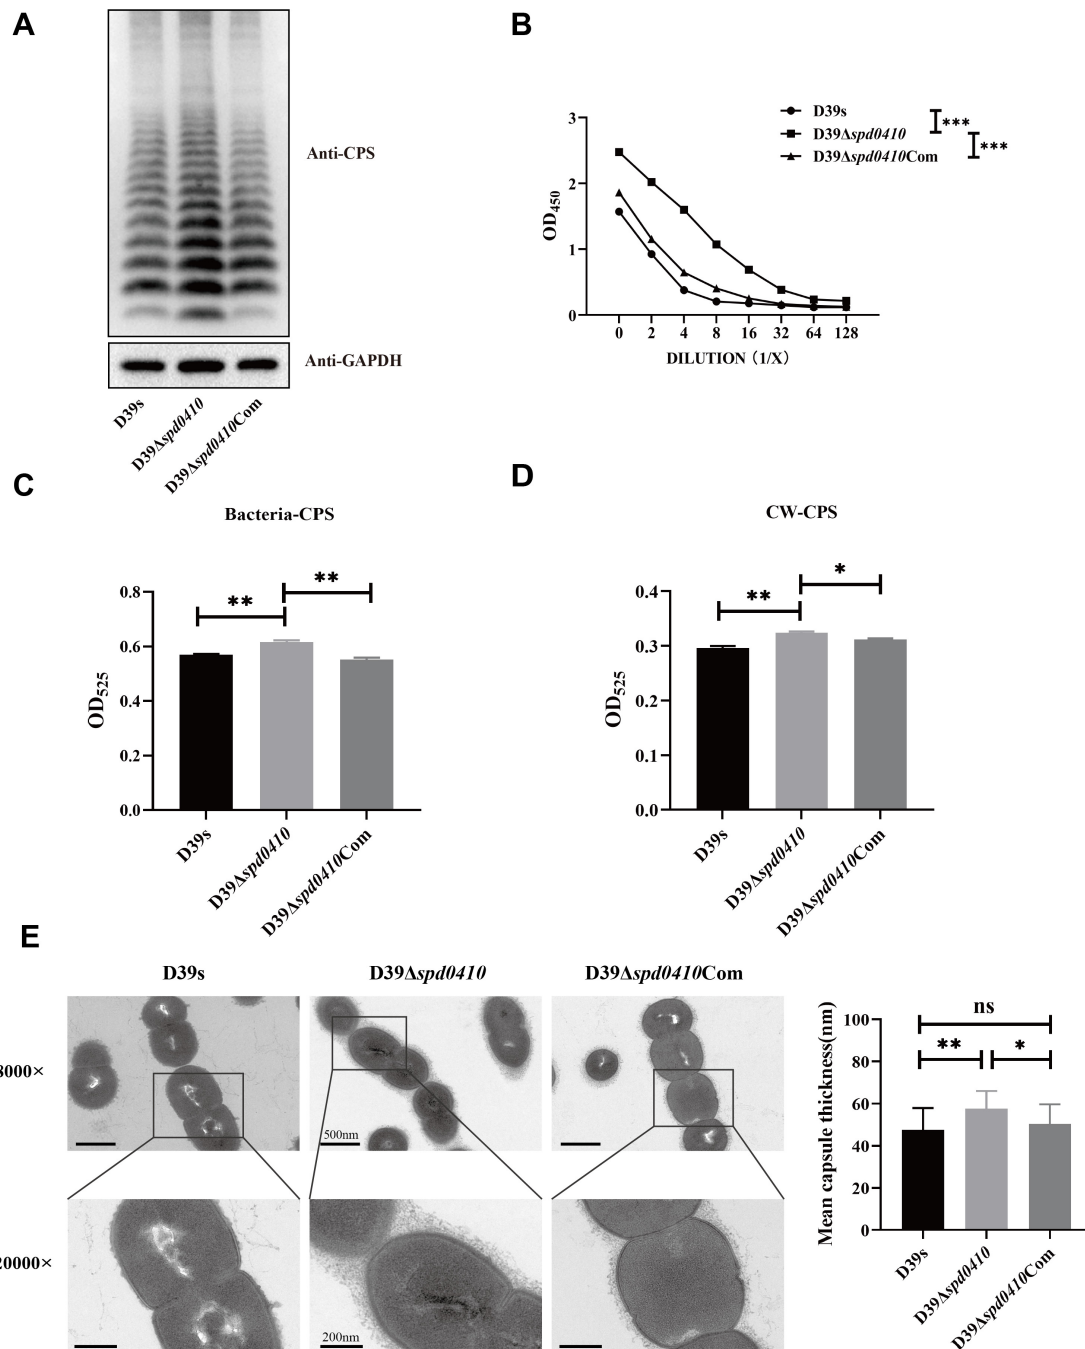 A
Anti-CPS
Anti-GAPDH
D39s
D39Δspd0410
D39Δspd0410Com
B
D39s
D39Δspd0410
D39Δspd0410Com
***
***
3
2
1
0
OD450
0 2 4 8 16 32 64 128
DILUTION (1/X)
C
Bacteria-CPS
**
**
0.8
0.6
0.4
0.2
0.0
OD525
D39s
D39Δspd0410
D39Δspd0410Com
D
CW-CPS
**
*
0.4
0.3
0.2
0.1
0.0
OD525
D39s
D39Δspd0410
D39Δspd0410Com
E
D39s
D39Δspd0410
D39Δspd0410Com
8000×
500nm
20000×
200nm
Mean capsule thickness(nm)
100
80
60
40
20
0
ns
**
*
D39s
D39Δspd0410
D39Δspd0410Com